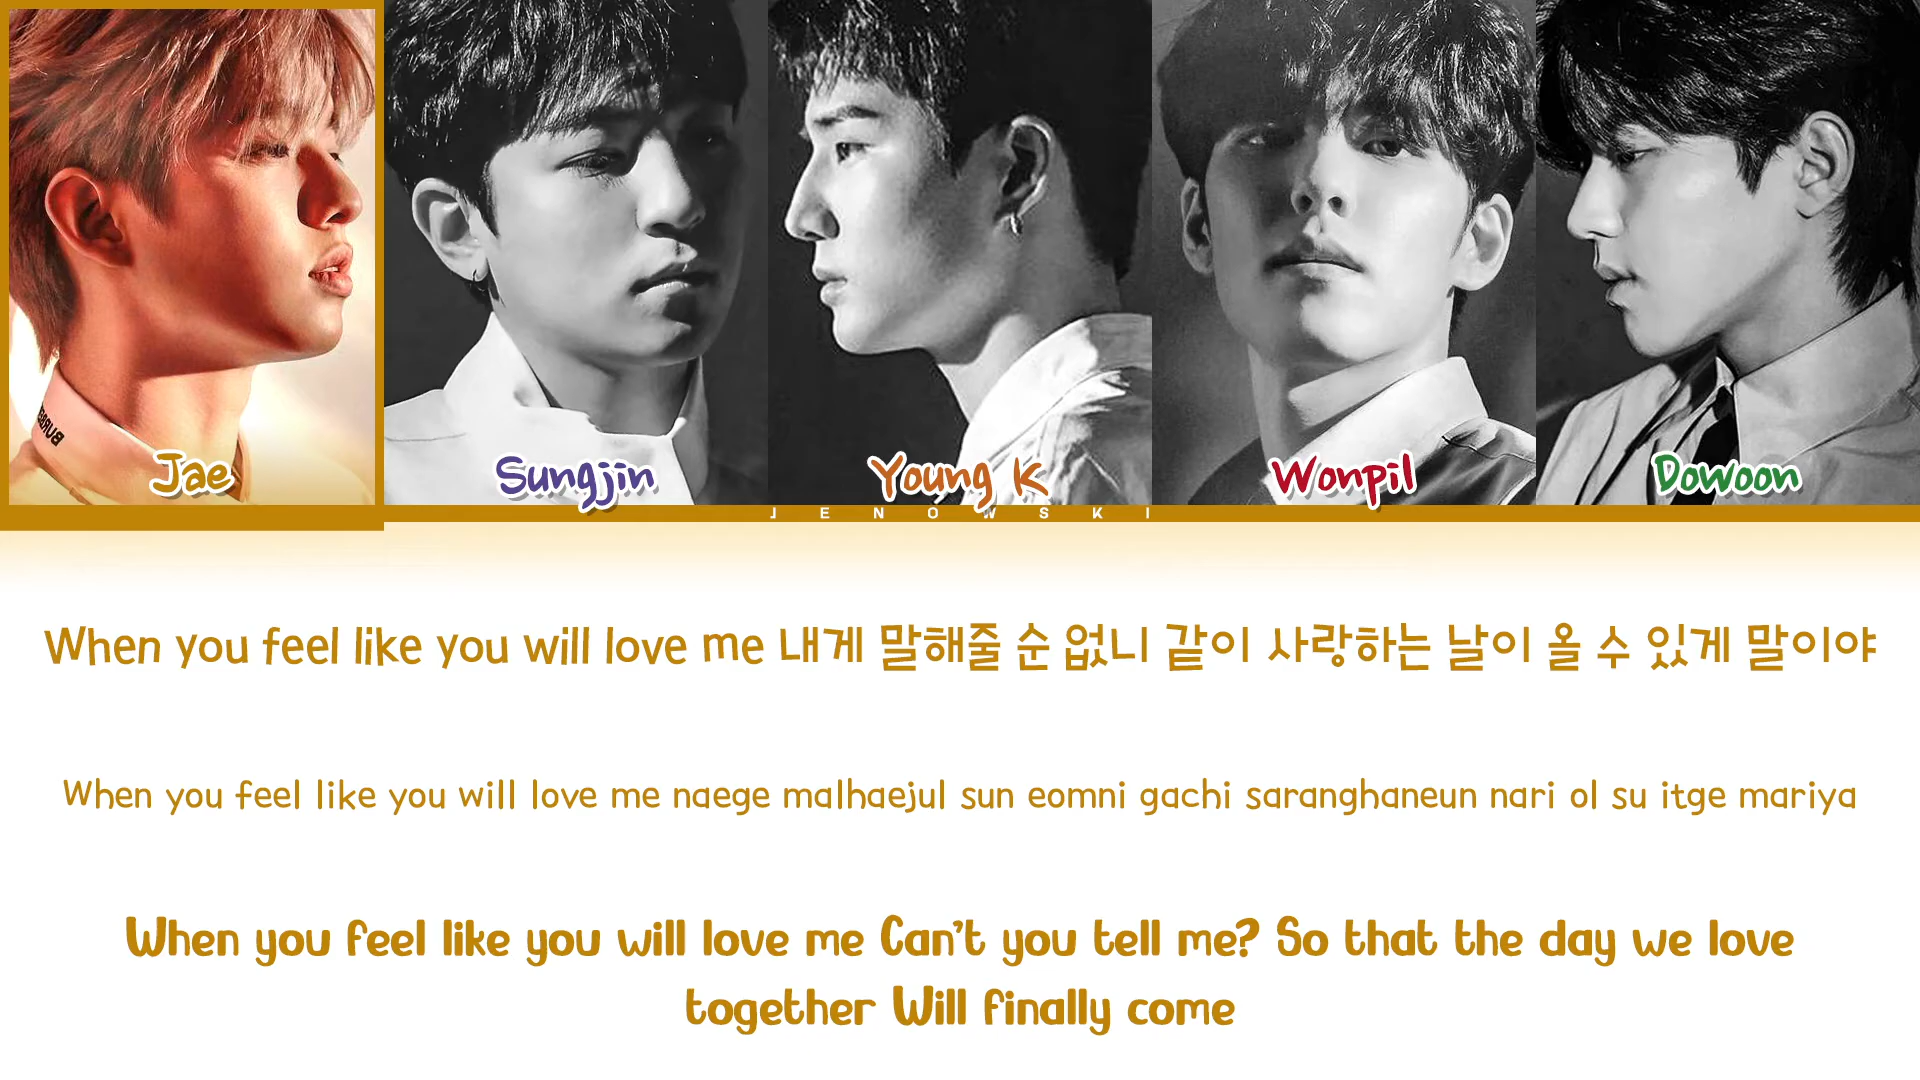 BURBE
Jae
Sungjin
Young K
Wonpil
Dowoon
JENOWSKI
When you feel like you will love me 내게 말해줄 순 없니 같이 사랑하는 날이 올 수 있게 말이야
When you feel like you will love me naege malhaejul sun eomni gachi saranghaneun nari ol su itge mariya
When you feel like you will love me Can't you tell me? So that the day we love
together Will finally come